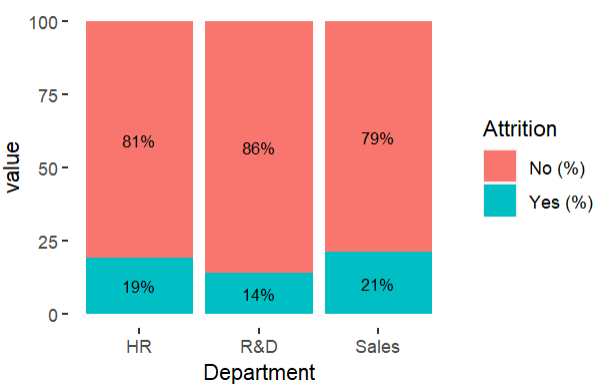 100
75
50
25
0
value
81%
86%
79%
19%
14%
21%
HR
R&D
Sales
Department
Attrition
No (%)
Yes (%)